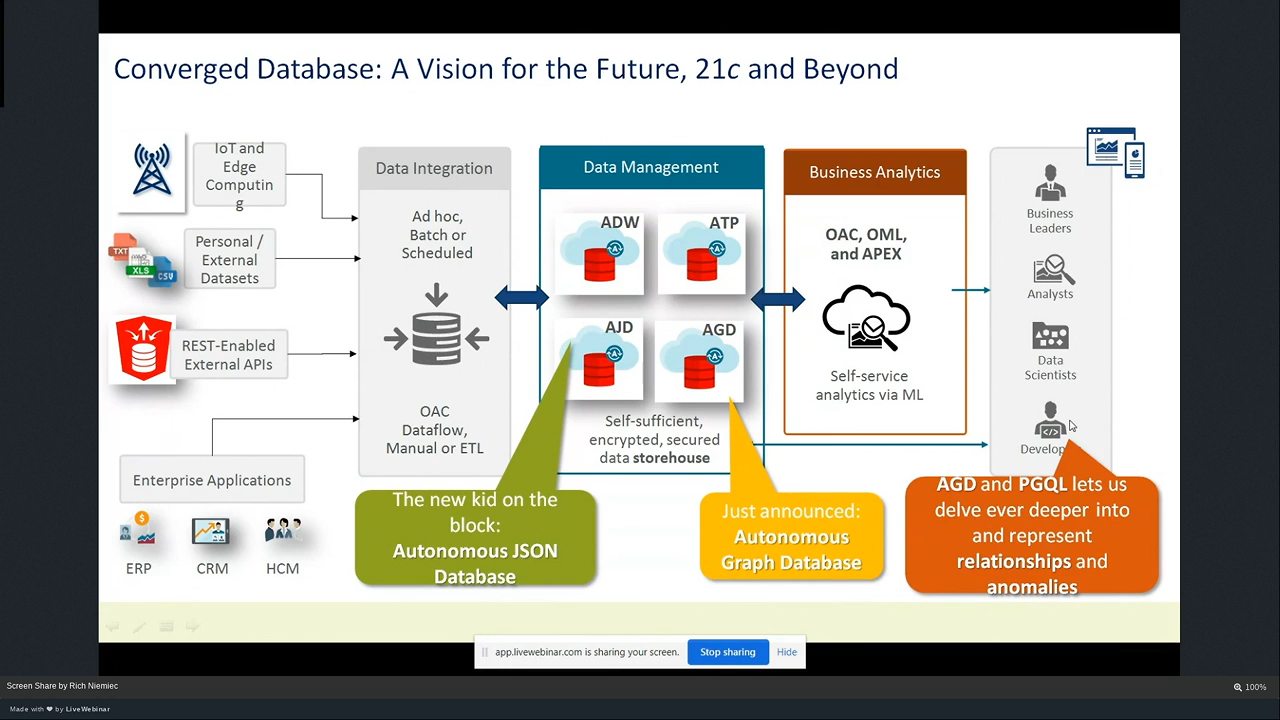 Converged Database: A Vision for the Future, 21c and Beyond
IoT and
Edge
Computin
g
TXT
XLS
CSV
Personal /
External
Datasets
REST-Enabled
External APIs
Enterprise Applications
ERP
CRM
HCM
Data Integration
Ad hoc,
Batch or
Scheduled
OAC
Dataflow,
Manual or ETL
Data Management
ADW
ATP
AJD
AGD
Self-sufficient,
encrypted, secured
data storehouse
Business Analytics
OAC, OML,
and APEX
Self-service
analytics via ML
Business
Leaders
Analysts
Data
Scientists
Develop
The new kid on the
block:
Autonomous JSON
Database
Just announced:
Autonomous
Graph Database
AGD and PGQL lets us
delve ever deeper into
and represent
relationships and
anomalies
app.livewebinar.com is sharing your screen.
Stop sharing
Hide
Screen Share by Rich Niemiec
100%
Made with ❤ by LiveWebinar